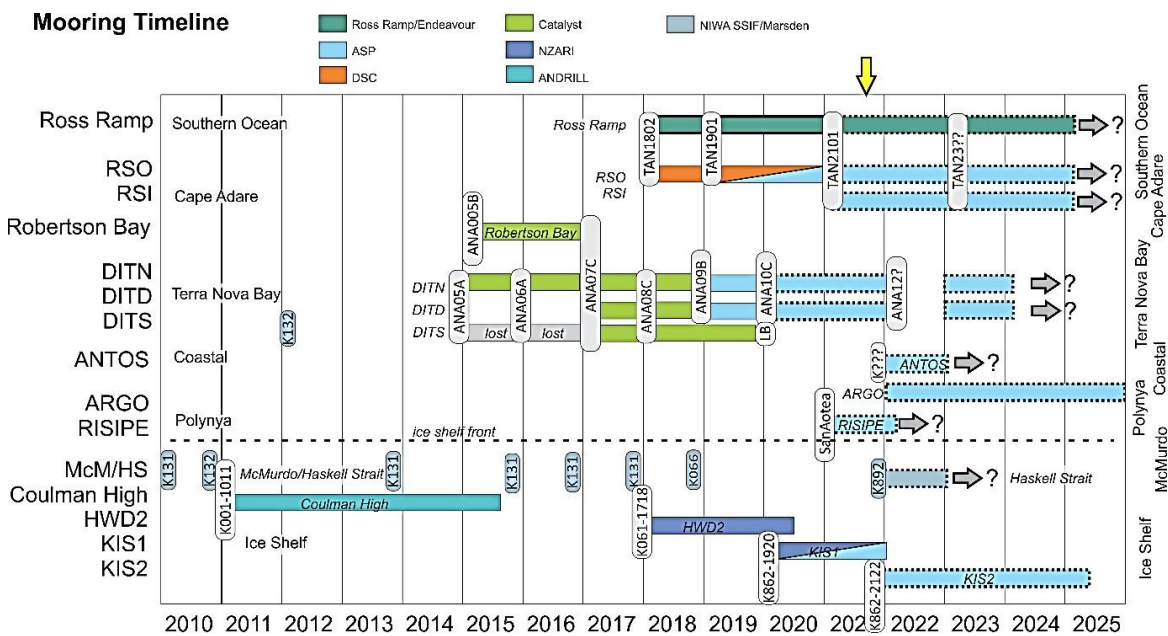 Mooring Timeline
Ross Ramp/Endeavour
Catalyst
NIWA SSIF/Marsden
ASP
NZARI
DSC
ANDRILL
Ross Ramp
Southern Ocean
Ross Ramp
TAN1802
TAN1901
TAN2101
TAN23??
?
Southern Ocean
RSO
RSO
?
RSI
Cape Adare
RSI
?
Cape Adare
Robertson Bay
ANA005B
Robertson Bay
ANA07C
DITN
DITN
ANA05A
ANA06A
ANA08C
ANA09B
ANA10C
ANA12?
?
DITD
Terra Nova Bay
DITD
?
Terra Nova Bay
DITS
K132
DITS
lost
lost
LB
ANTOS
Coastal
K???
ANTOS
?
Coastal
ARGO
ARGO
RISIPE
Polynya
SanAotea
RISIPE
?
Polynya
ice shelf front
McM/HS
K131
K132
McMurdo/Haskell Strait
K131
K131
K131
K131
K066
K892
?
Haskell Strait
McMurdo
Coulman High
K001-1011
Coulman High
HWD2
K061-1718
HWD2
KIS1
Ice Shelf
K862-1920
KIS1
Ice Shelf
KIS2
K862-2122
KIS2
2010 2011 2012 2013 2014 2015 2016 2017 2018 2019 2020 2022 2023 2024 2025